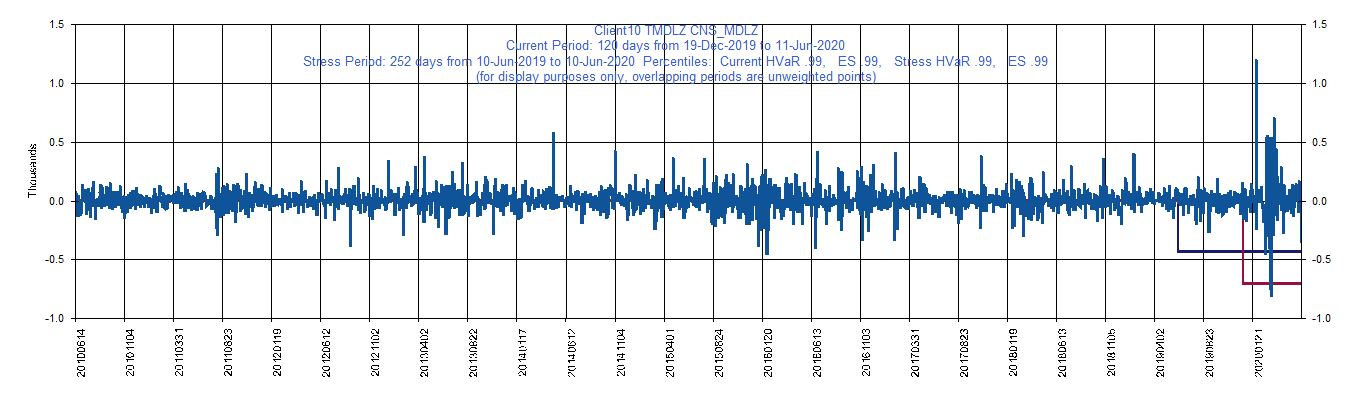 Client10 TMDLZ CNS_MDLZ
Current Period: 120 days from 19-Dec-2019 to 11-Jun-2020
Stress Period: 252 days from 10-Jun-2019 to 10-Jun-2020 Percentiles: Current HVaR .99, ES .99, Stress HVaR .99, ES .99
(for display purposes only, overlapping periods are unweighted points)
1.5 1.5
1.0 1.0
0.5 0.5
Thousands
0.0 0.0
-0.5 -0.5
-1.0 -1.0
20100614 20101104 20110331 20110823 20120119 20120612 20121102 20130402 20130822 20140117 20140612 20141104 20150401 20150824 20160120 20160613 20161103 20170331 20170823 20180119 20180613 20181105 20190402 20190823 20200121